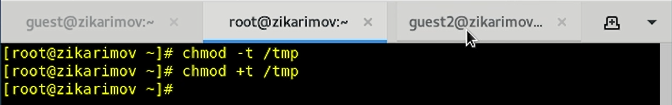 guest@zikarimov:~ × root@zikarimov:~ × guest2@zikarimov... ×
[root@zikarimov ~]# chmod -t /tmp
[root@zikarimov ~]# chmod +t /tmp
[root@zikarimov ~]#